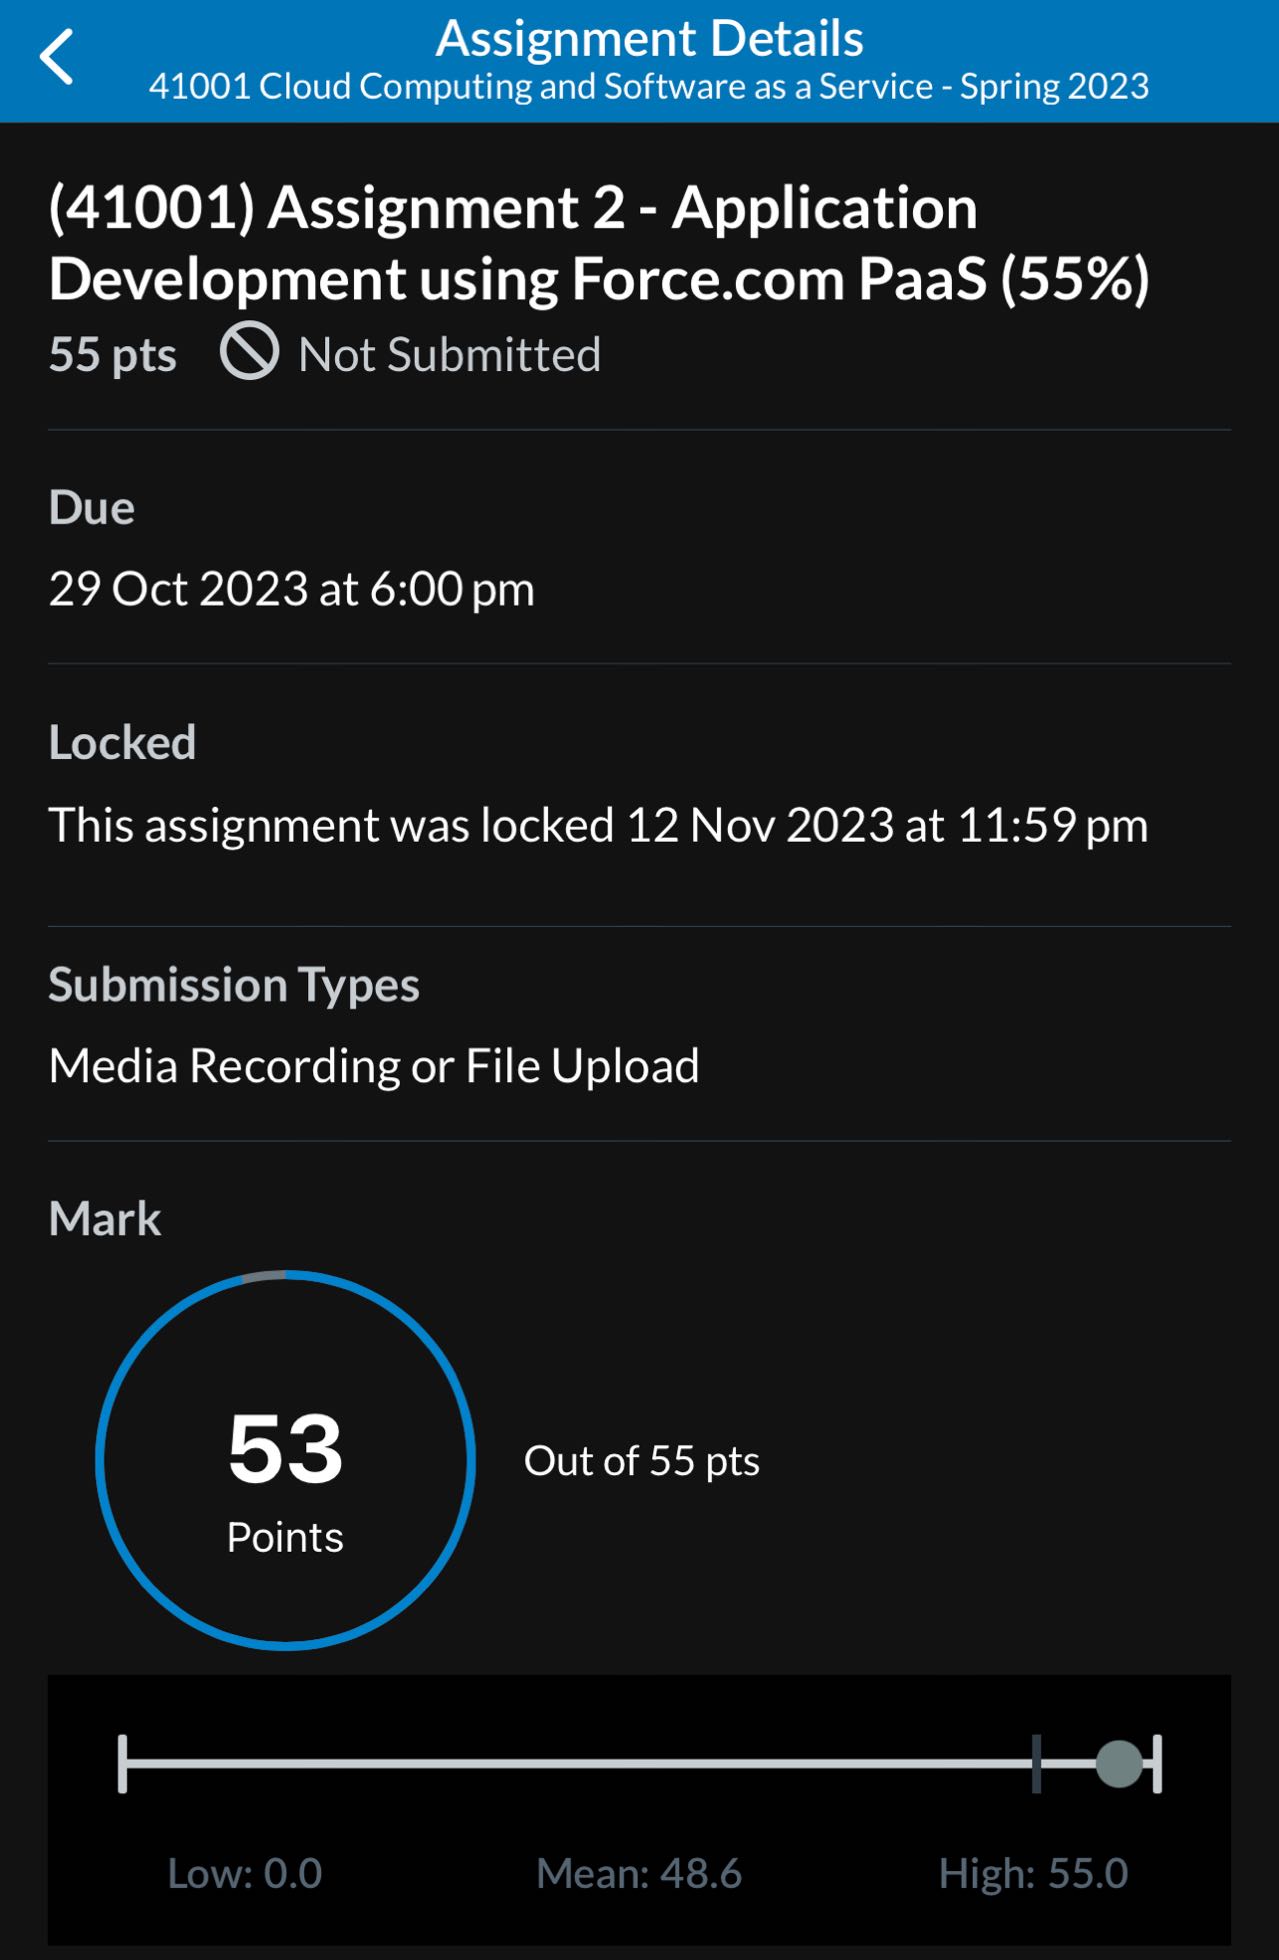 Assignment Details
41001 Cloud Computing and Software as a Service - Spring 2023
(41001) Assignment 2 - Application
Development using Force.com PaaS (55%)
55 pts Not Submitted
Due
29 Oct 2023 at 6:00 pm
Locked
This assignment was locked 12 Nov 2023 at 11:59 pm
Submission Types
Media Recording or File Upload
Mark
53
Points
Out of 55 pts
Low: 0.0 Mean: 48.6 High: 55.0